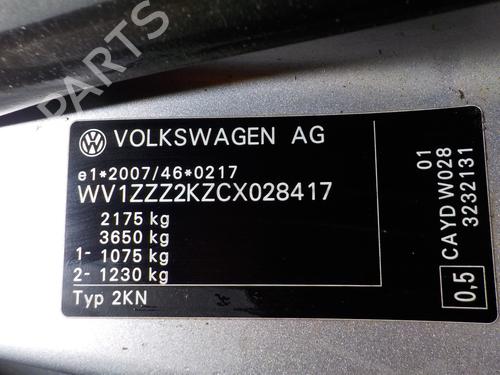 VOLKSWAGEN AG
e1*2007/46*0217
WV1ZZZ2KZCX028417
2175 kg
3650 kg
1- 1075 kg
2- 1230 kg
Typ 2KN
0,5 CAYD W028 01
3232131
B-PARTS